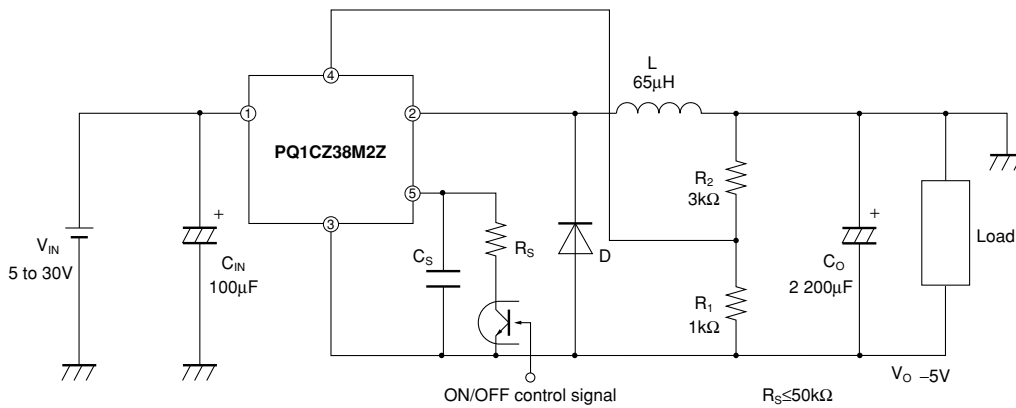 L
65μH
④
①
②
PQ1CZ38M2Z
⑤
③
R₂
3kΩ
+
VIN
5 to 30V
+
CIN
100μF
CS
RS
D
R₁
1kΩ
CO
2 200μF
Load
ON/OFF control signal
RS≤50kΩ
VO −5V